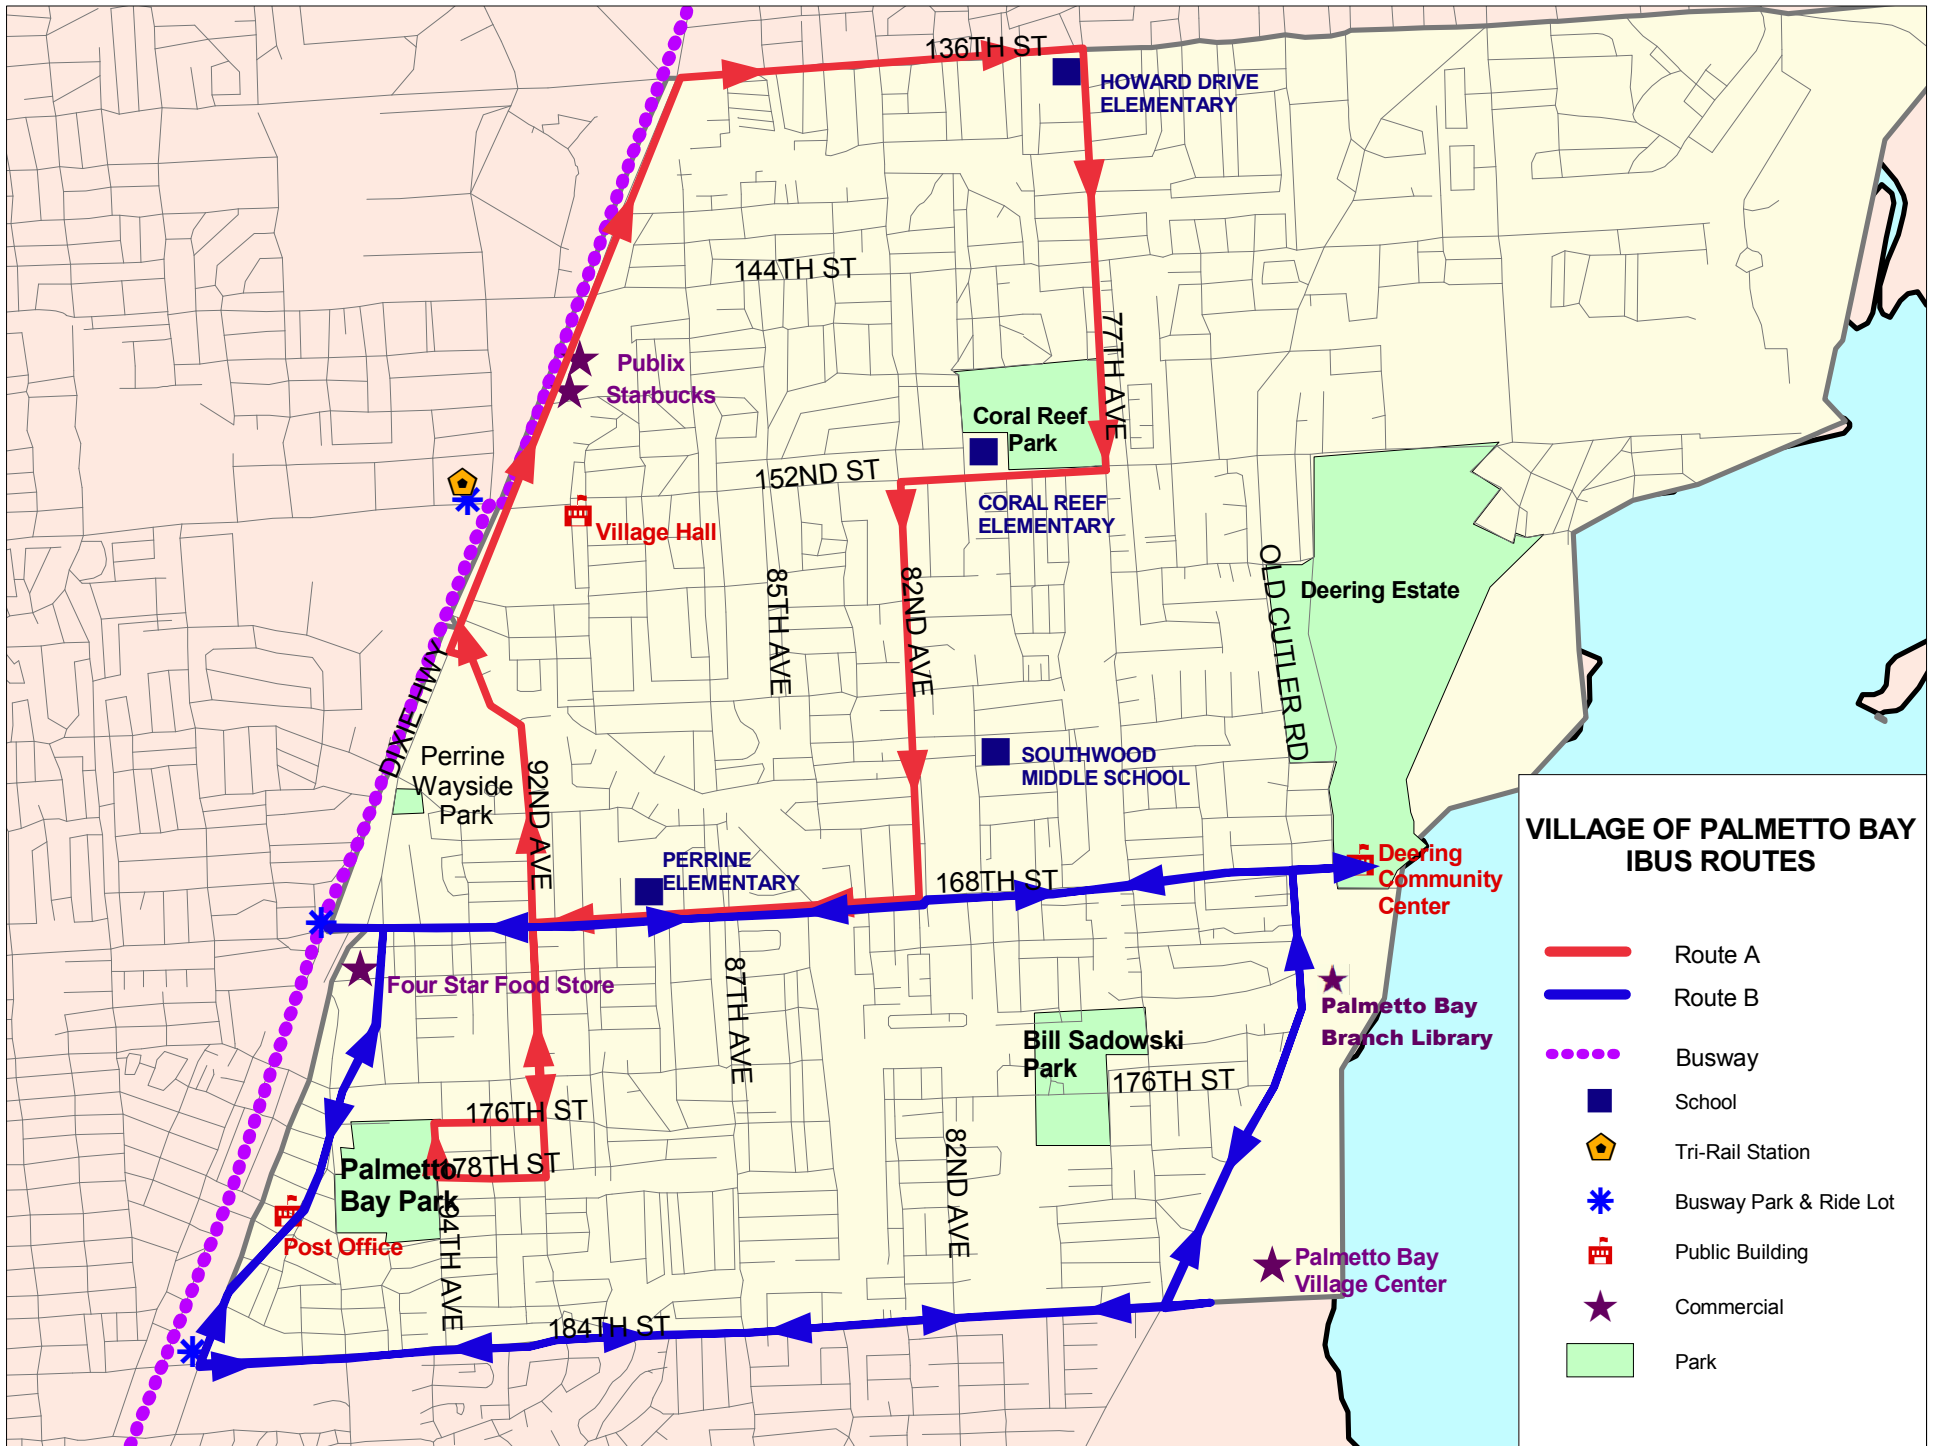 136TH ST
HOWARD DRIVE
ELEMENTARY
144TH ST
77TH AVE
Publix
Starbucks
Coral Reef
Park
152ND ST
CORAL REEF
ELEMENTARY
Village Hall
85TH AVE
82ND AVE
OLD CUTLER RD
Deering Estate
DIXIE HWY
Perrine
Wayside
Park
92ND AVE
SOUTHWOOD
MIDDLE SCHOOL
PERRINE
ELEMENTARY
168TH ST
Deering
Community
Center
Four Star Food Store
87TH AVE
Palmetto Bay
Branch Library
Bill Sadowski
Park
176TH ST
176TH ST
178TH ST
Palmetto
Bay Park
94TH AVE
82ND AVE
Post Office
Palmetto Bay
Village Center
184TH ST
VILLAGE OF PALMETTO BAY
IBUS ROUTES
Route A
Route B
Busway
School
Tri-Rail Station
Busway Park & Ride Lot
Public Building
Commercial
Park